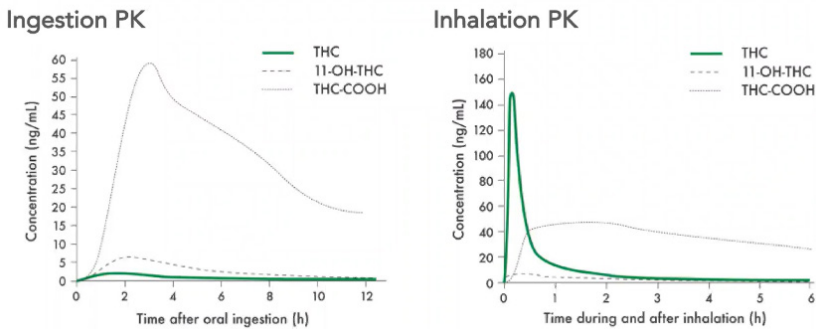 Ingestion PK
THC
11-OH-THC
THC-COOH
Concentration (ng/mL)
60
55
50
45
40
35
30
25
20
15
10
5
0
0 2 4 6 8 10 12
Time after oral ingestion (h)
Inhalation PK
THC
11-OH-THC
THC-COOH
Concentration (ng/mL)
180
160
140
120
100
80
60
40
20
0
0 1 2 3 4 5 6
Time during and after inhalation (h)